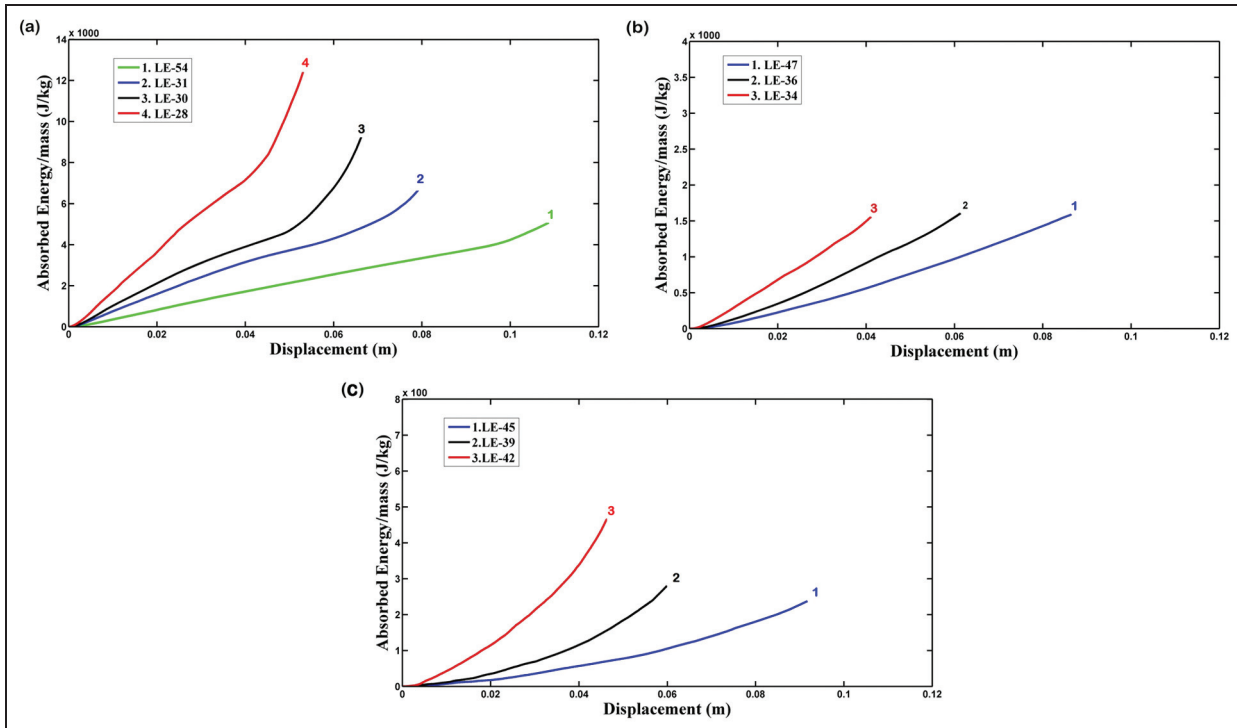 (a)
x 1000
14
12
10
8
6
4
2
0
Absorbed Energy/mass (J/kg)
1. LE-54
2. LE-31
3. LE-30
4. LE-28
4
3
2
1
0 0.02 0.04 0.06 0.08 0.1 0.12
Displacement (m)
(b)
x 1000
4
3.5
3
2.5
2
1.5
1
0.5
0
Absorbed Energy/mass (J/kg)
1. LE-47
2. LE-36
3. LE-34
3
2
1
0 0.02 0.04 0.06 0.08 0.1 0.12
Displacement (m)
(c)
x 100
8
7
6
5
4
3
2
1
0
Absorbed Energy/mass (J/kg)
1.LE-45
2.LE-39
3.LE-42
3
2
1
0 0.02 0.04 0.06 0.08 0.1 0.12
Displacement (m)